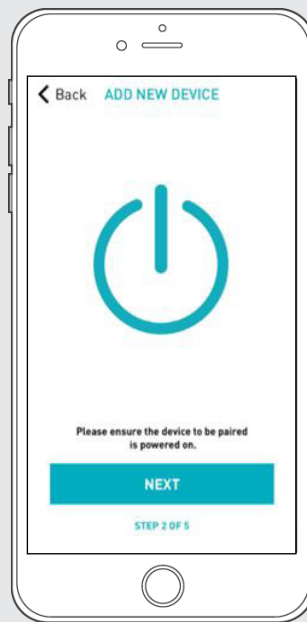 Back ADD NEW DEVICE
Please ensure the device to be paired
is powered on.
NEXT
STEP 2 OF 5